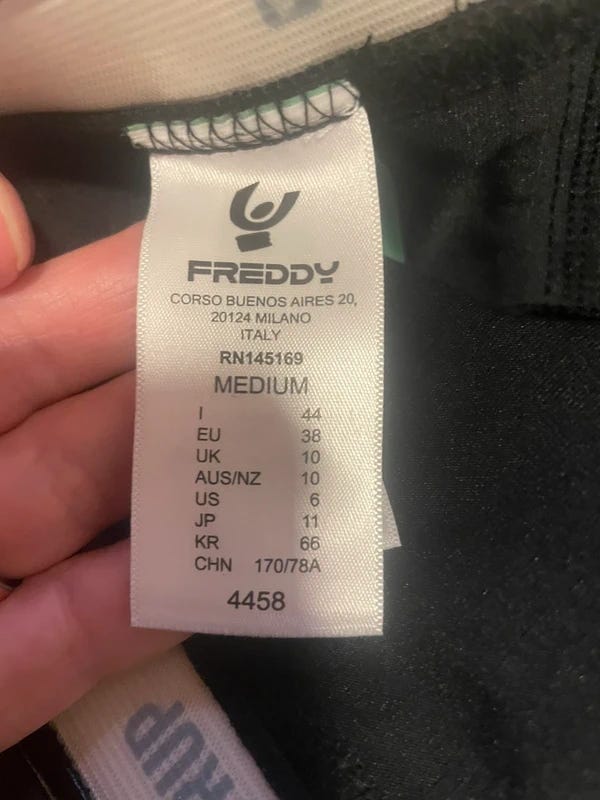 FREDDY
CORSO BUENOS AIRES 20,
20124 MILANO
ITALY
RN145169
MEDIUM
I 44
EU 38
UK 10
AUS/NZ 10
US 6
JP 11
KR 66
CHN 170/78A
4458